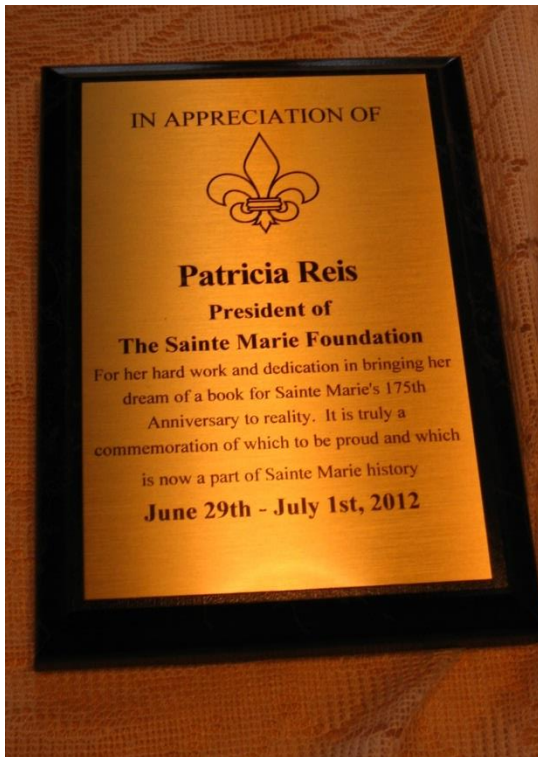 IN APPRECIATION OF
Patricia Reis
President of
The Sainte Marie Foundation
For her hard work and dedication in bringing her
dream of a book for Sainte Marie's 175th
Anniversary to reality. It is truly a
commemoration of which to be proud and which
is now a part of Sainte Marie history
June 29th - July 1st, 2012